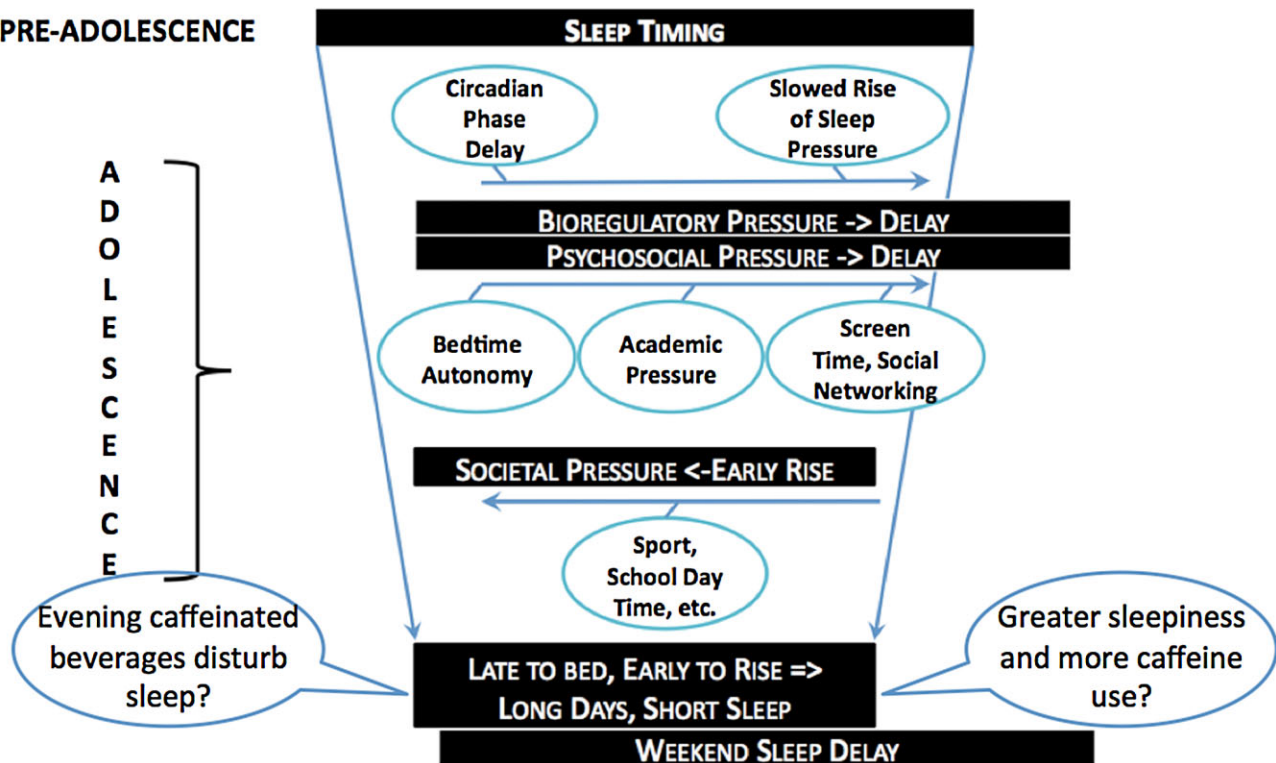 PRE-ADOLESCENCE
SLEEP TIMING
Circadian
Phase
Delay
Slowed Rise
of Sleep
Pressure
A
D
O
L
E
S
C
E
N
C
E
BIOREGULATORY PRESSURE -> DELAY
PSYCHOSOCIAL PRESSURE -> DELAY
Bedtime
Autonomy
Academic
Pressure
Screen
Time, Social
Networking
SOCIETAL PRESSURE <-EARLY RISE
Sport,
School Day
Time, etc.
Evening caffeinated
beverages disturb
sleep?
Greater sleepiness
and more caffeine
use?
LATE TO BED, EARLY TO RISE =>
LONG DAYS, SHORT SLEEP
WEEKEND SLEEP DELAY